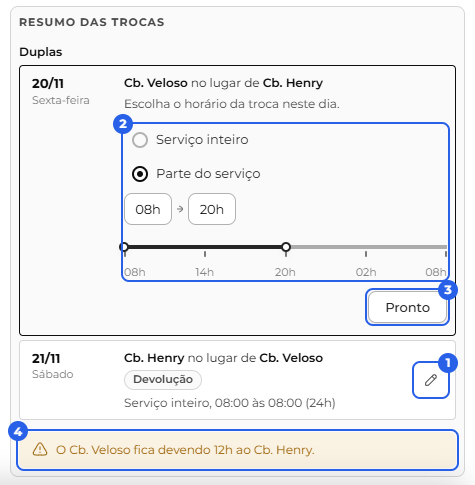 RESUMO DAS TROCAS
Duplas
20/11
Sexta-feira
Cb. Veloso no lugar de Cb. Henry
Escolha o horário da troca neste dia.
2
Serviço inteiro
Parte do serviço
08h → 20h
08h 14h 20h 02h 08h
3
Pronto
21/11
Sábado
Cb. Henry no lugar de Cb. Veloso
Devolução
Serviço inteiro, 08:00 às 08:00 (24h)
1
4
O Cb. Veloso fica devendo 12h ao Cb. Henry.